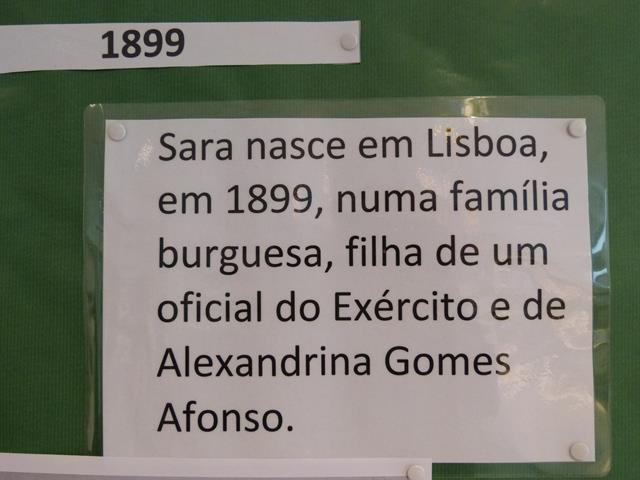 1899
Sara nasce em Lisboa,
em 1899, numa família
burguesa, filha de um
oficial do Exército e de
Alexandrina Gomes
Afonso.